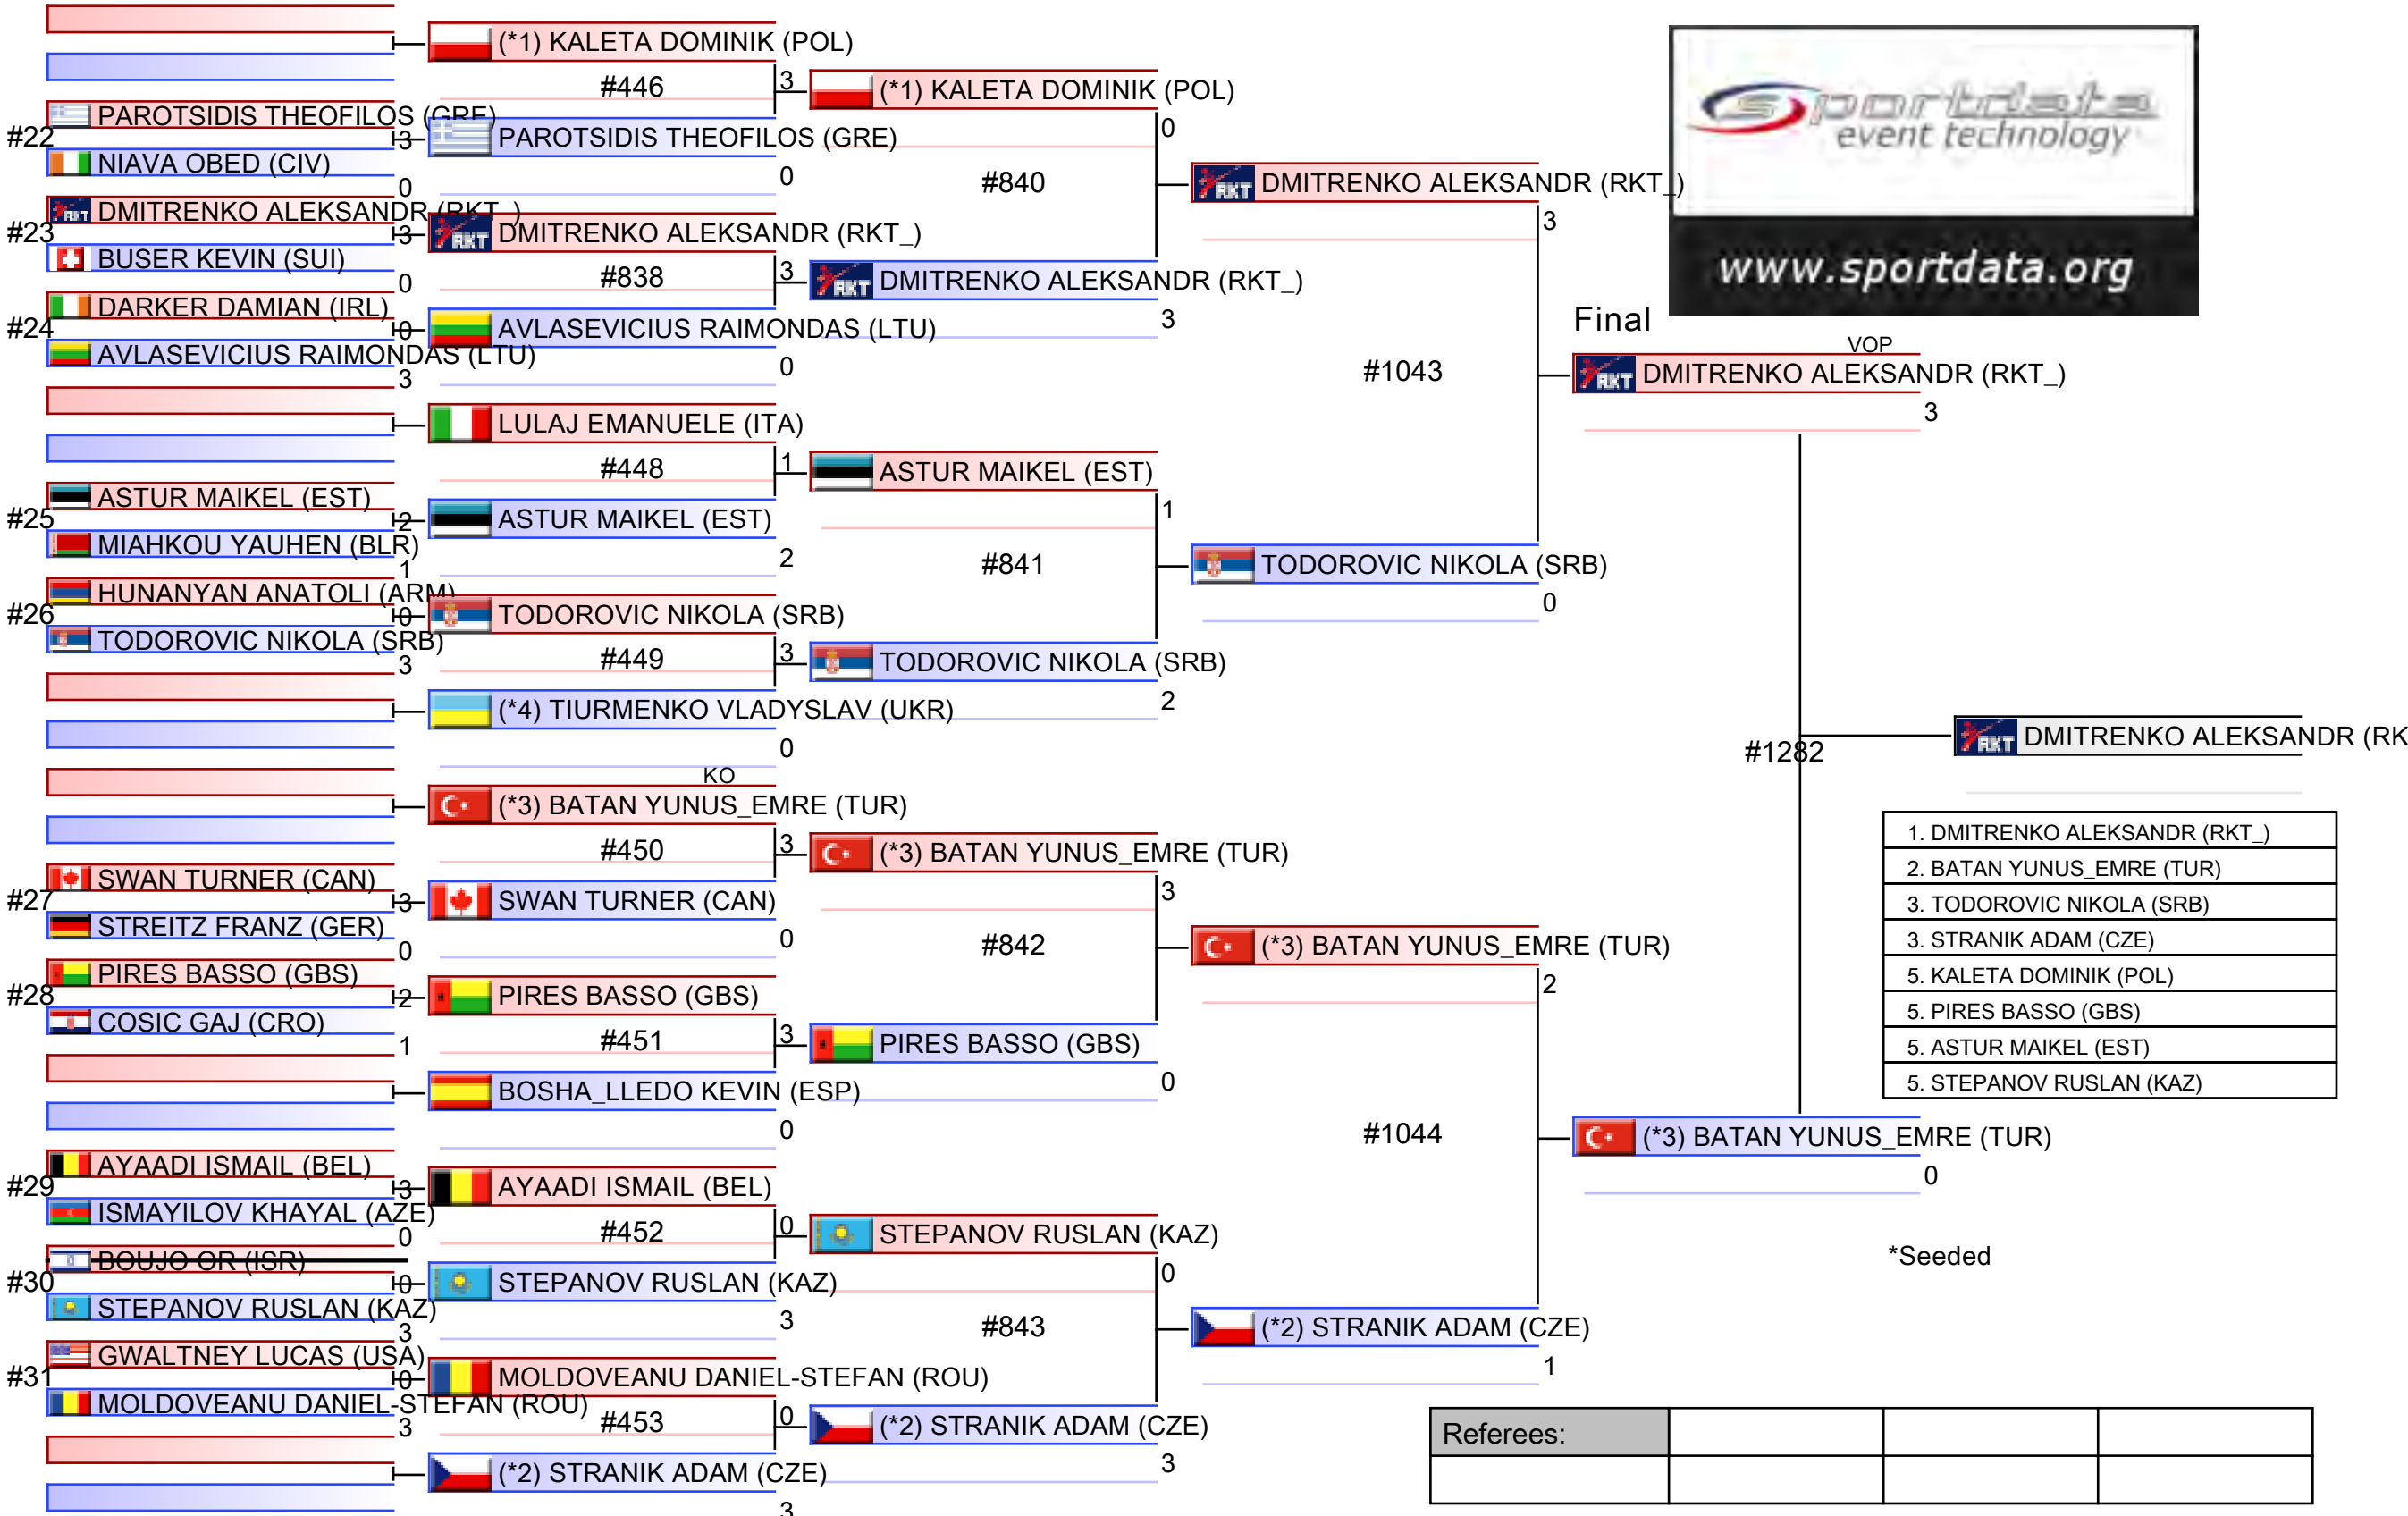 #22
PAROTSIDIS THEOFILOS (GRE)
3
NIAVA OBED (CIV)
0
#23
DMITRENKO ALEKSANDR (RKT_)
3
BUSER KEVIN (SUI)
0
#24
DARKER DAMIAN (IRL)
0
AVLASEVICIUS RAIMONDAS (LTU)
3
#25
ASTUR MAIKEL (EST)
2
MIAHKOU YAUHEN (BLR)
1
#26
HUNANYAN ANATOLI (ARM)
0
TODOROVIC NIKOLA (SRB)
3
#27
SWAN TURNER (CAN)
3
STREITZ FRANZ (GER)
0
#28
PIRES BASSO (GBS)
2
COSIC GAJ (CRO)
1
#29
AYAADI ISMAIL (BEL)
3
ISMAYILOV KHAYAL (AZE)
0
#30
BOUJO OR (ISR)
0
STEPANOV RUSLAN (KAZ)
3
#31
GWALTNEY LUCAS (USA)
0
MOLDOVEANU DANIEL-STEFAN (ROU)
3
(*1) KALETA DOMINIK (POL)
#446
3
PAROTSIDIS THEOFILOS (GRE)
0
RKT DMITRENKO ALEKSANDR (RKT_)
#838
3
AVLASEVICIUS RAIMONDAS (LTU)
0
LULAJ EMANUELE (ITA)
#448
1
ASTUR MAIKEL (EST)
2
TODOROVIC NIKOLA (SRB)
#449
3
(*4) TIURMENKO VLADYSLAV (UKR)
0
KO
(*3) BATAN YUNUS_EMRE (TUR)
#450
3
SWAN TURNER (CAN)
0
PIRES BASSO (GBS)
#451
3
BOSHA_LLEDO KEVIN (ESP)
0
AYAADI ISMAIL (BEL)
#452
0
STEPANOV RUSLAN (KAZ)
3
MOLDOVEANU DANIEL-STEFAN (ROU)
#453
0
(*2) STRANIK ADAM (CZE)
3
(*1) KALETA DOMINIK (POL)
0
#840
RKT DMITRENKO ALEKSANDR (RKT_)
3
ASTUR MAIKEL (EST)
1
#841
TODOROVIC NIKOLA (SRB)
2
(*3) BATAN YUNUS_EMRE (TUR)
3
#842
PIRES BASSO (GBS)
0
STEPANOV RUSLAN (KAZ)
0
#843
(*2) STRANIK ADAM (CZE)
3
RKT DMITRENKO ALEKSANDR (RKT_)
3
#1043
TODOROVIC NIKOLA (SRB)
0
(*3) BATAN YUNUS_EMRE (TUR)
2
#1044
(*2) STRANIK ADAM (CZE)
1
sportdata
event technology
www.sportdata.org
Final
VOP
RKT DMITRENKO ALEKSANDR (RKT_)
3
#1282
(*3) BATAN YUNUS_EMRE (TUR)
0
RKT DMITRENKO ALEKSANDR (RK
1. DMITRENKO ALEKSANDR (RKT_)
2. BATAN YUNUS_EMRE (TUR)
3. TODOROVIC NIKOLA (SRB)
3. STRANIK ADAM (CZE)
5. KALETA DOMINIK (POL)
5. PIRES BASSO (GBS)
5. ASTUR MAIKEL (EST)
5. STEPANOV RUSLAN (KAZ)
*Seeded
Referees: